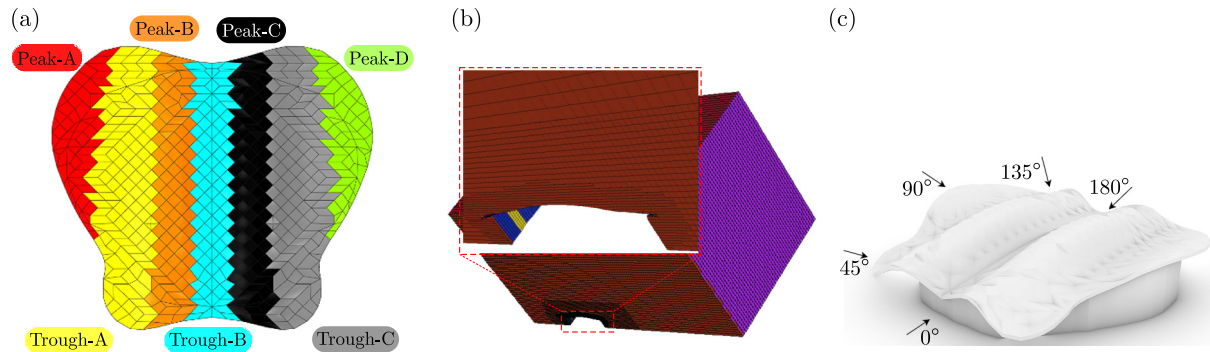 (a)
Peak-B
Peak-C
Peak-A
Peak-D
Trough-A
Trough-B
Trough-C
(b)
(c)
135°
180°
90°
45°
0°